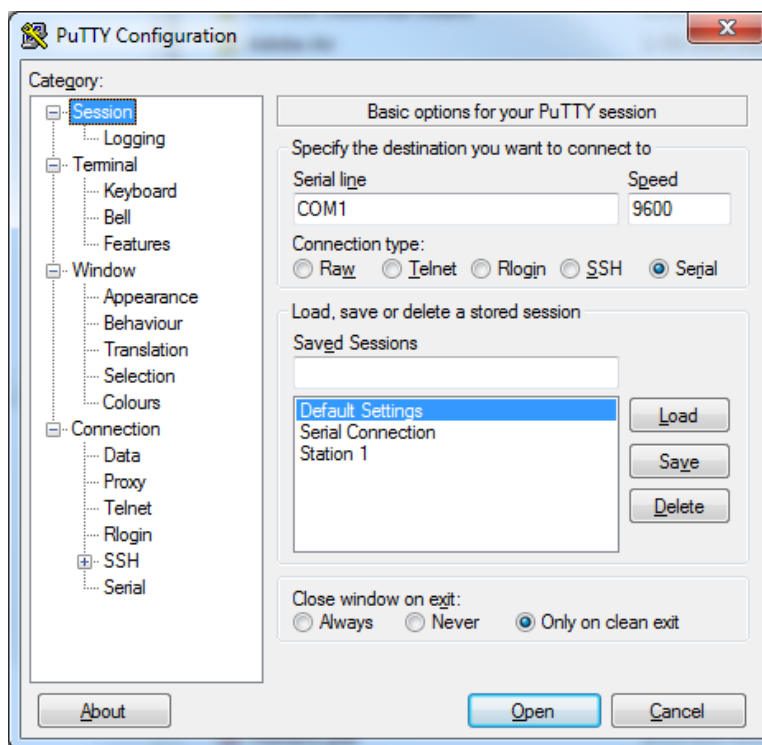 PuTTY Configuration
Category:
Session
Logging
Terminal
Keyboard
Bell
Features
Window
Appearance
Behaviour
Translation
Selection
Colours
Connection
Data
Proxy
Telnet
Rlogin
SSH
Serial
Basic options for your PuTTY session
Specify the destination you want to connect to
Serial line Speed
COM1 9600
Connection type:
Raw Telnet Rlogin SSH Serial
Load, save or delete a stored session
Saved Sessions
Default Settings
Serial Connection
Station 1
Load
Save
Delete
Close window on exit:
Always Never Only on clean exit
About Open Cancel